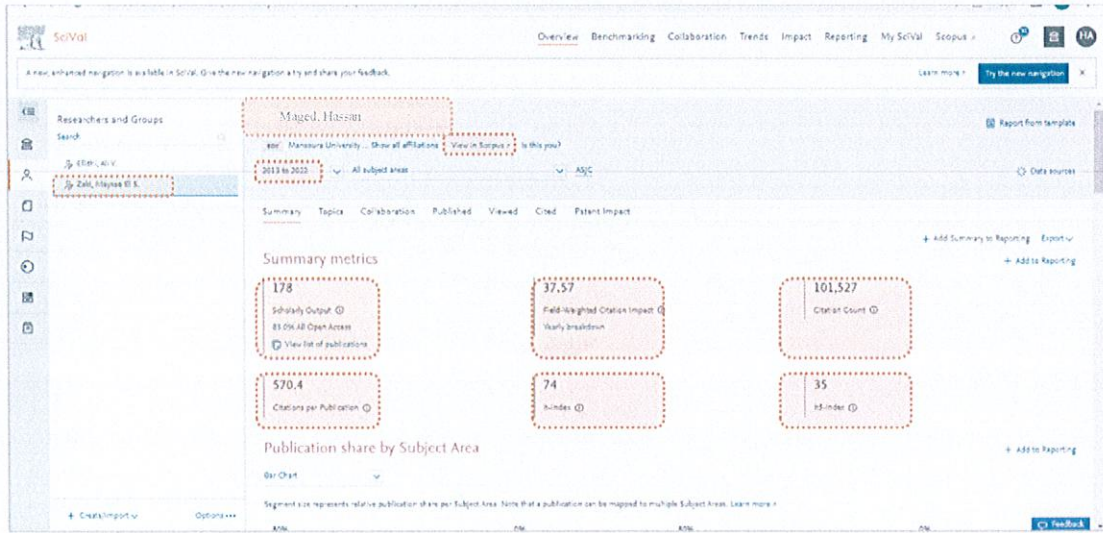 SciVal
Overview Benchmarking Collaboration Trends Impact Reporting My SciVal Scopus
HA
A new, enhanced navigation is available in SciVal. Give the new navigation a try and share your feedback.
Learn more
Try the new navigation
Researchers and Groups
Search
Zaki, Maysaa El S.
Maged, Hassan
Report from template
Mansoura University ... Show all affiliations View in Scopus Is this you?
2013 to 2022 All subject areas ASJC
Data sources
Summary Topics Collaboration Published Viewed Cited Patent Impact
+ Add Summary to Reporting Export
Summary metrics
+ Add to Reporting
178
Scholarly Output
83.0% All Open Access
View list of publications
37.57
Field-Weighted Citation Impact
Yearly breakdown
101,527
Citation Count
570.4
Citations per Publication
74
h-index
35
h5-index
Publication share by Subject Area
+ Add to Reporting
Bar Chart
Segment size represents relative publication share per Subject Area. Note that a publication can be mapped to multiple Subject Areas. Learn more
+ Create/Import
Options
Feedback